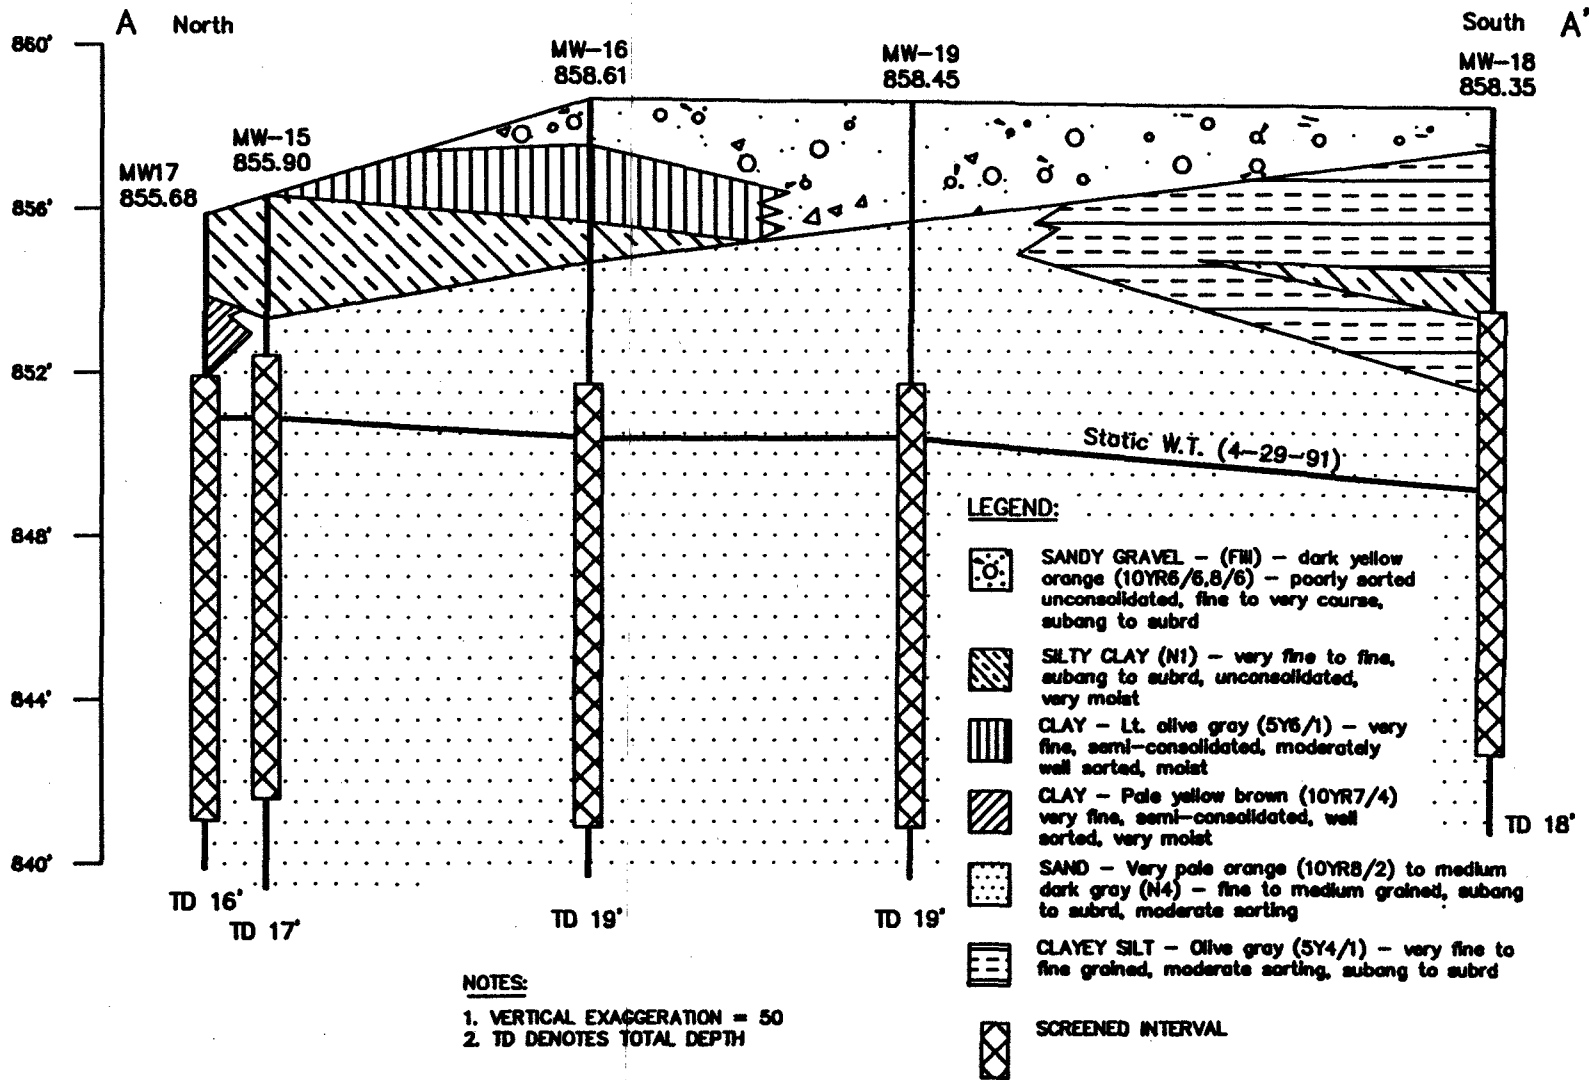 A North
South A'
860'
MW-16
858.61
MW-19
858.45
MW-18
858.35
MW-15
855.90
MW17
855.68
856'
852'
848'
844'
840'
Static W.T. (4-29-91)
TD 16'
TD 17'
TD 19'
TD 19'
TD 18'
LEGEND:
SANDY GRAVEL - (Fill) - dark yellow
orange (10YR6/6,8/6) - poorly sorted
unconsolidated, fine to very course,
subang to subrd
SILTY CLAY (N1) - very fine to fine,
subang to subrd, unconsolidated,
very moist
CLAY - Lt. olive gray (5Y6/1) - very
fine, semi-consolidated, moderately
well sorted, moist
CLAY - Pale yellow brown (10YR7/4)
very fine, semi-consolidated, well
sorted, very moist
SAND - Very pale orange (10YR8/2) to medium
dark gray (N4) - fine to medium grained, subang
to subrd, moderate sorting
CLAYEY SILT - Olive gray (5Y4/1) - very fine to
fine grained, moderate sorting, subang to subrd
SCREENED INTERVAL
NOTES:
1. VERTICAL EXAGGERATION = 50
2. TD DENOTES TOTAL DEPTH